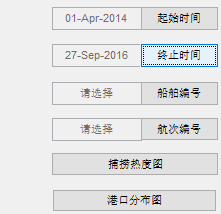 01-Apr-2014 起始时间
27-Sep-2016 终止时间
请选择 船舶编号
请选择 航次编号
捕捞热度图
港口分布图